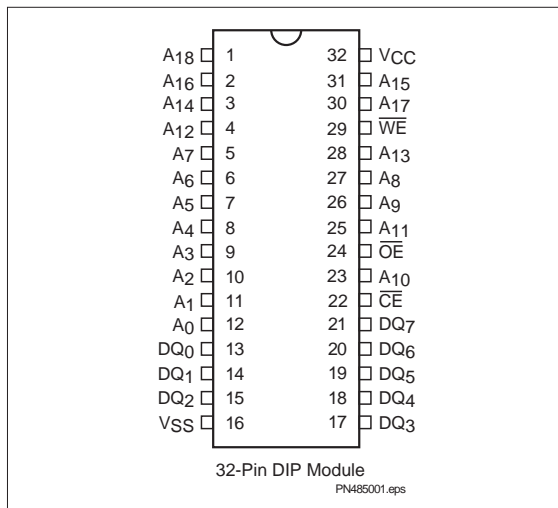 A18 1 32 VCC
A16 2 31 A15
A14 3 30 A17
A12 4 29 WE
A7 5 28 A13
A6 6 27 A8
A5 7 26 A9
A4 8 25 A11
A3 9 24 OE
A2 10 23 A10
A1 11 22 CE
A0 12 21 DQ7
DQ0 13 20 DQ6
DQ1 14 19 DQ5
DQ2 15 18 DQ4
VSS 16 17 DQ3
32-Pin DIP Module
PN485001.eps